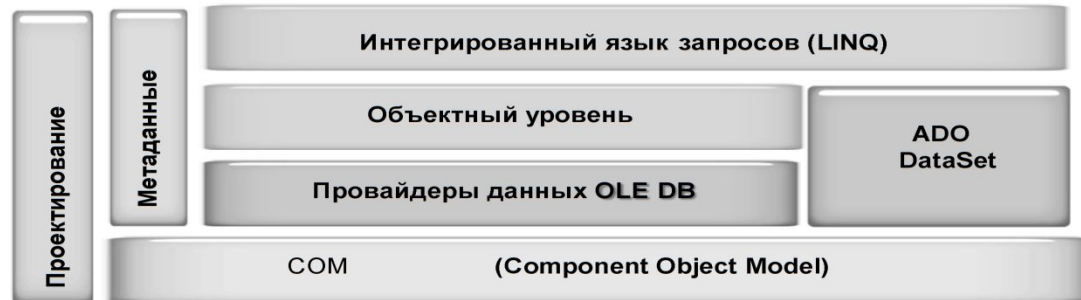 Проектирование
Метаданные
Интегрированный язык запросов (LINQ)
Объектный уровень
ADO
DataSet
Провайдеры данных OLE DB
COM (Component Object Model)